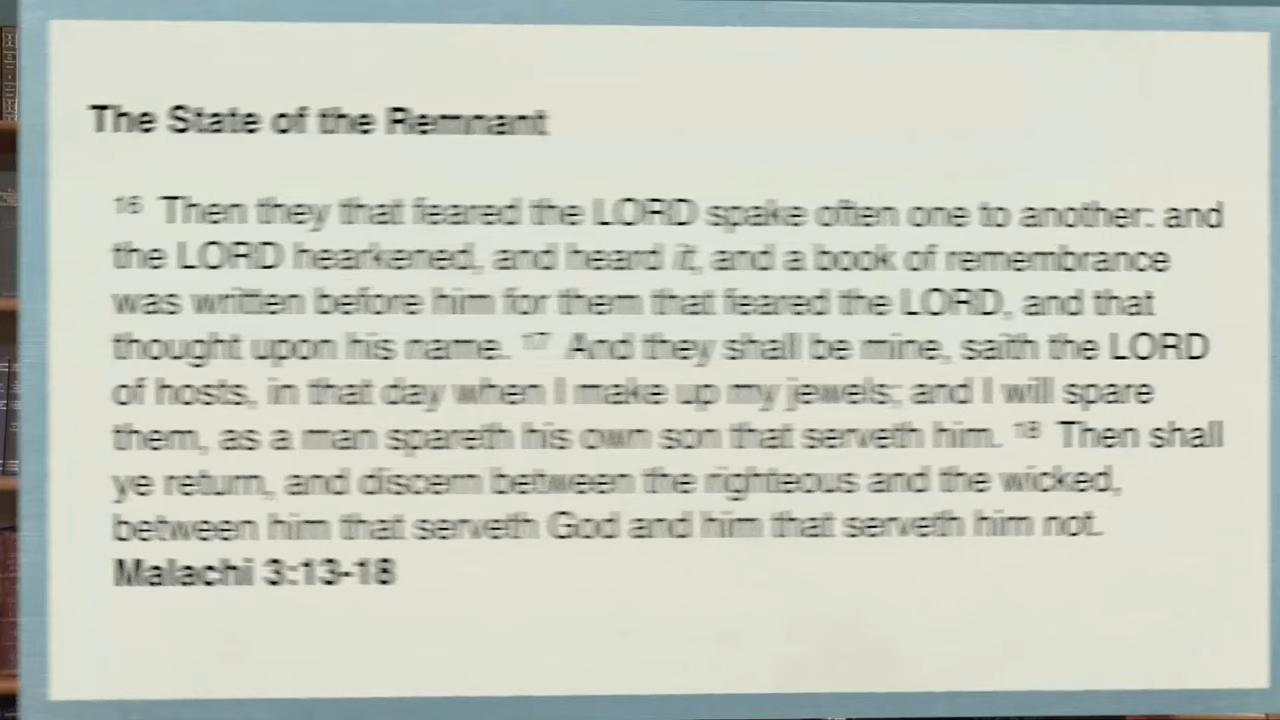 The State of the Remnant
16 Then they that feared the LORD spake often one to another: and
the LORD hearkened, and heard it, and a book of remembrance
was written before him for them that feared the LORD, and that
thought upon his name. 17 And they shall be mine, saith the LORD
of hosts, in that day when I make up my jewels; and I will spare
them, as a man spareth his own son that serveth him. 18 Then shall
ye return, and discern between the righteous and the wicked,
between him that serveth God and him that serveth him not.
Malachi 3:13-18